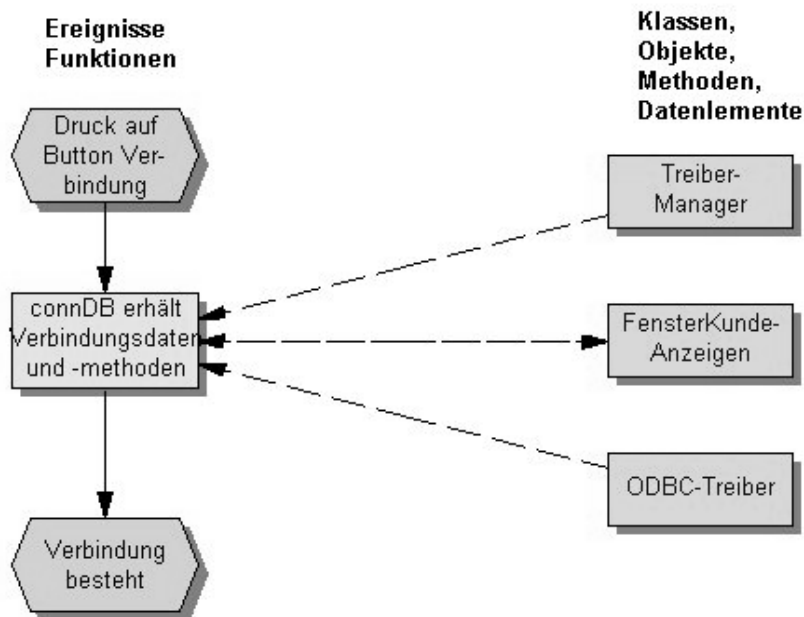 Ereignisse
Funktionen
Klassen,
Objekte,
Methoden,
Datenlemente
Druck auf
Button Ver-
bindung
Treiber-
Manager
connDB erhält
Verbindungsdaten
und -methoden
FensterKunde-
Anzeigen
ODBC-Treiber
Verbindung
besteht